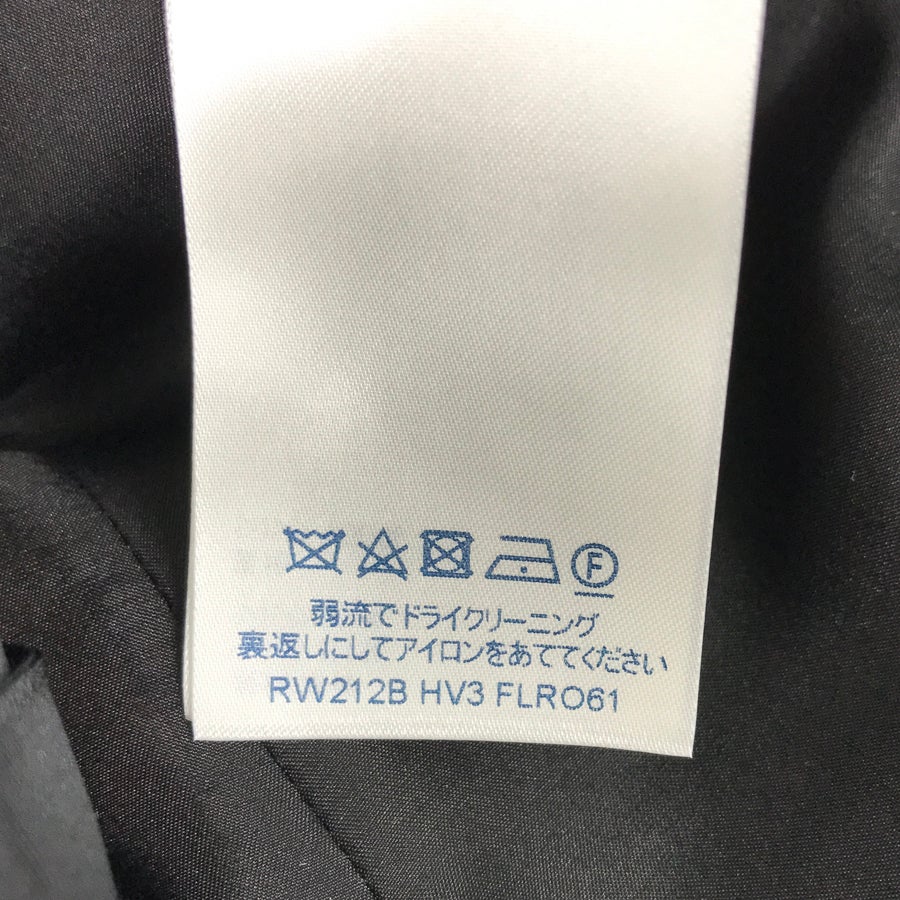 F
弱流でドライクリーニング
裏返しにしてアイロンをあててください
RW212B HV3 FLRO61